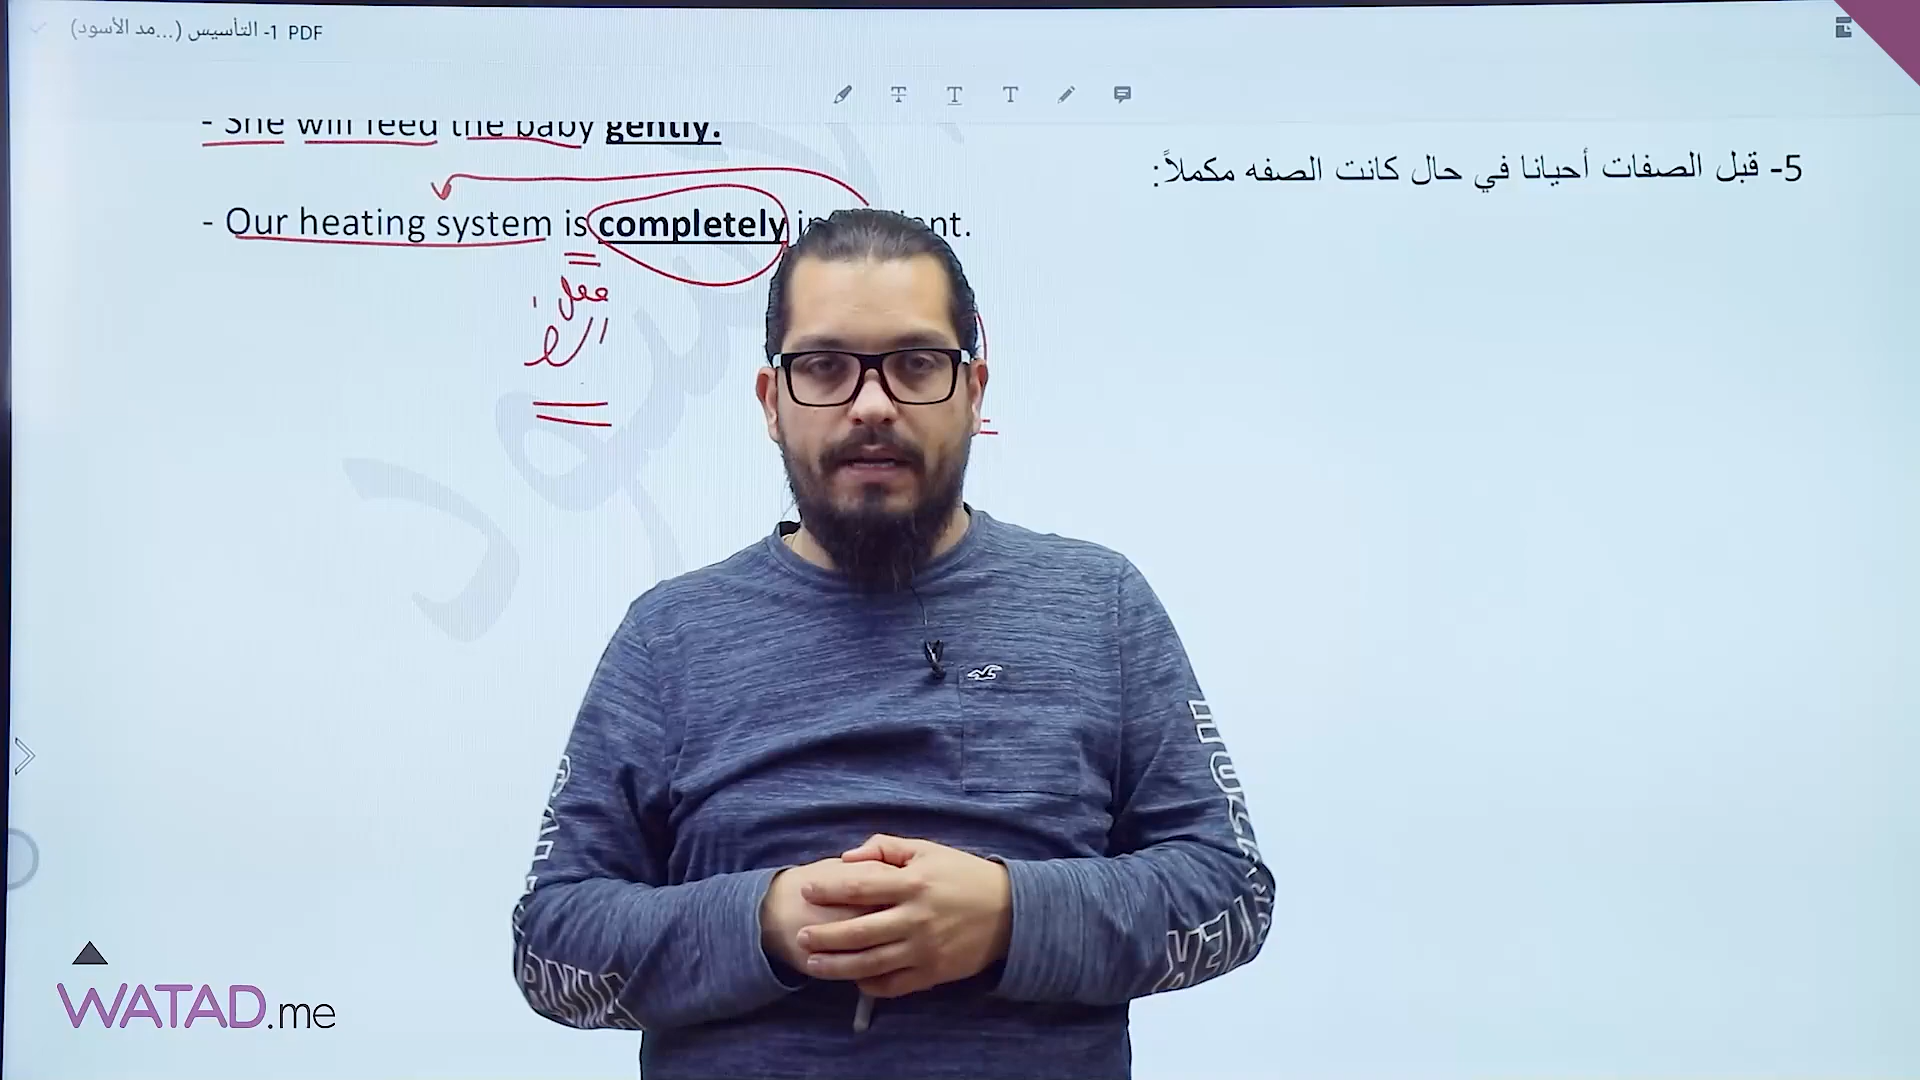 1- التأسيس (...مد الأسود) PDF
- She will feed the baby gently.
5- قبل الصفات أحيانا في حال كانت الصفه مكملاً:
- Our heating system is completely
فعل
WATAD.me